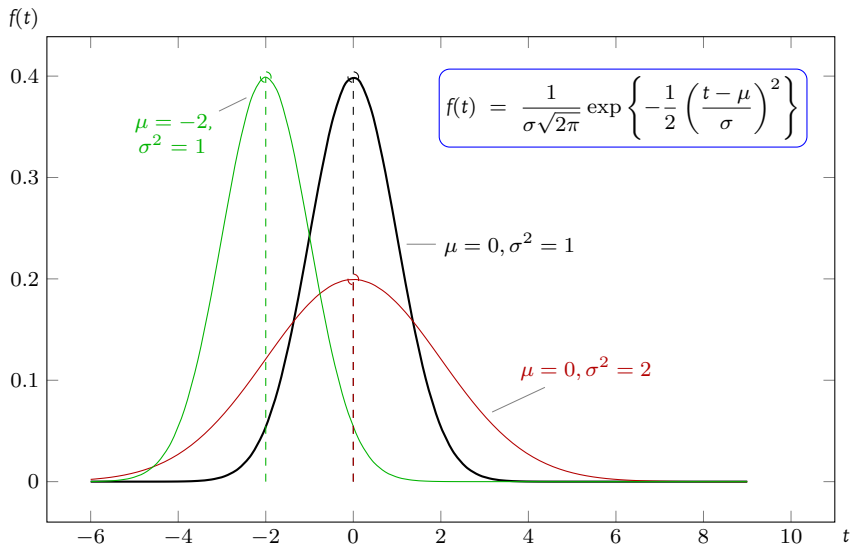 f(t)
0.4
0.3
0.2
0.1
0
−6 −4 −2 0 2 4 6 8 10 t
μ = −2,
σ² = 1
f(t) = 1/(σ√2π) exp{−1/2 ((t − μ)/σ)²}
μ = 0, σ² = 1
μ = 0, σ² = 2